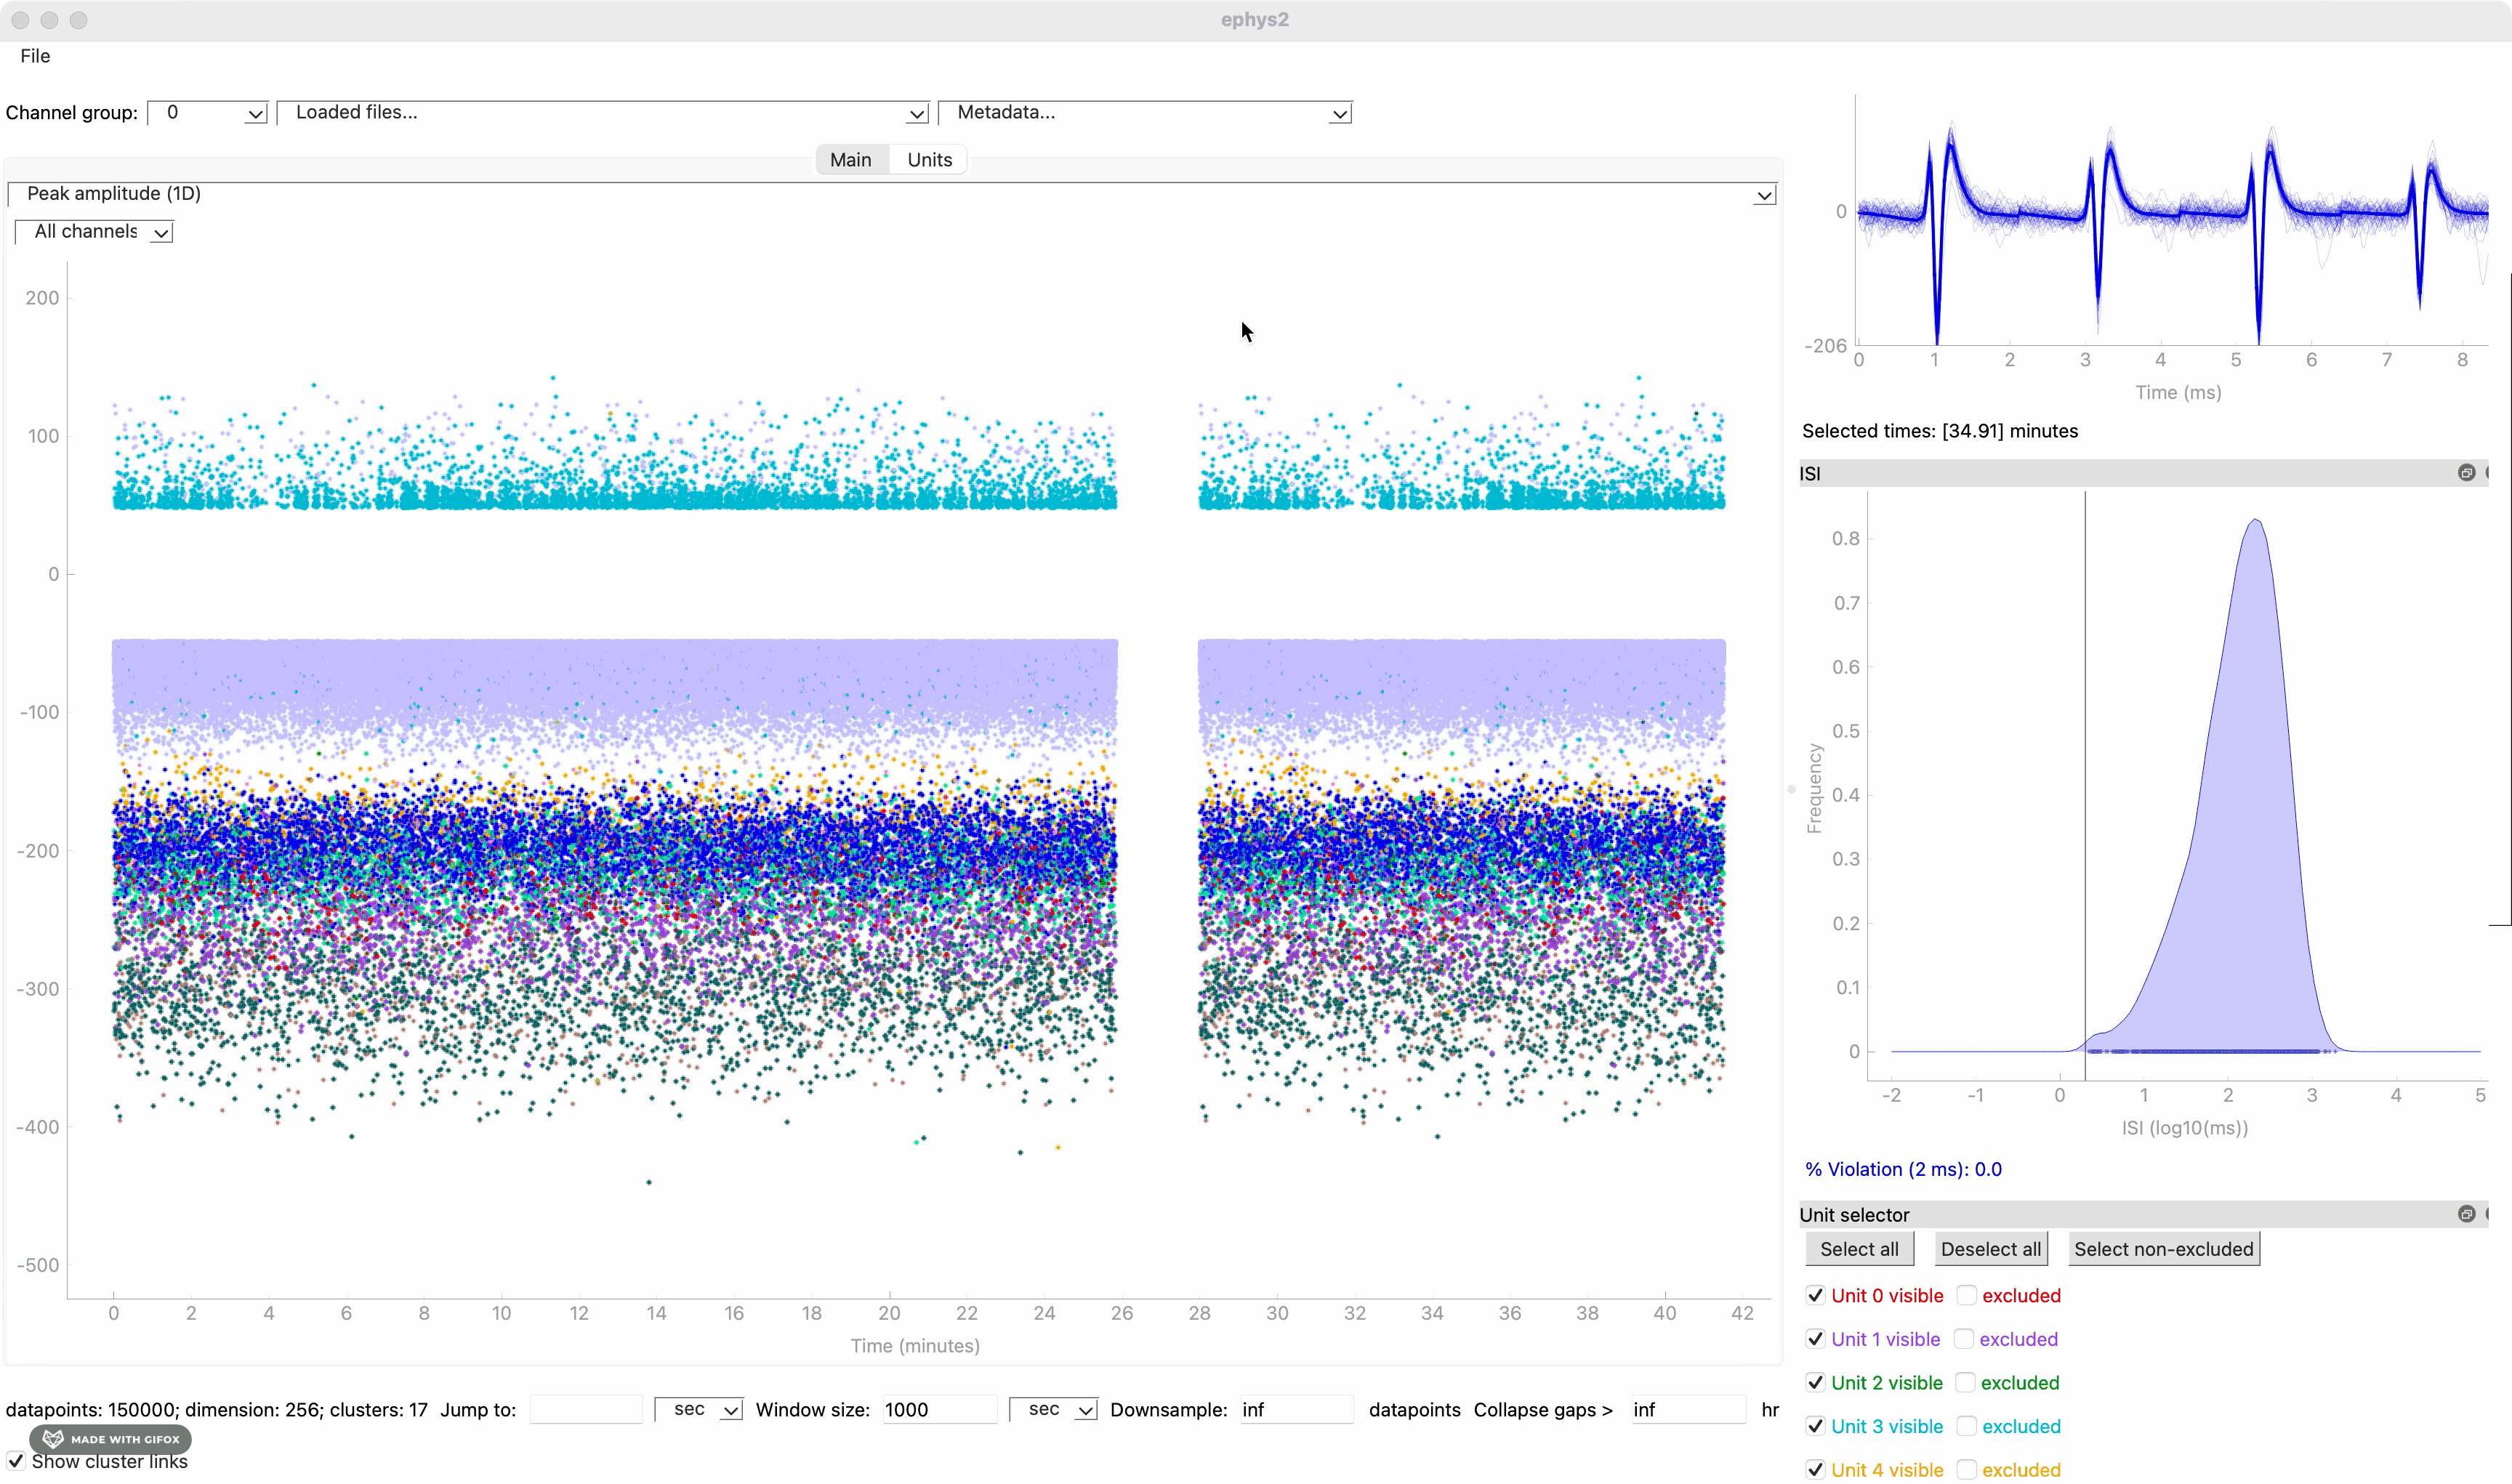 ephys2
File
Channel group: 0 Loaded files... Metadata...
Main Units
Peak amplitude (1D)
All channels
200
100
0
-100
-200
-300
-400
-500
0 2 4 6 8 10 12 14 16 18 20 22 24 26 28 30 32 34 36 38 40 42
Time (minutes)
datapoints: 150000; dimension: 256; clusters: 17 Jump to: sec Window size: 1000 sec Downsample: inf datapoints Collapse gaps > inf hr
MADE WITH GIFOX
Show cluster links
0
-206
0 1 2 3 4 5 6 7 8
Time (ms)
Selected times: [34.91] minutes
ISI
0.8
0.7
0.6
0.5
0.4
0.3
0.2
0.1
0
Frequency
-2 -1 0 1 2 3 4 5
ISI (log10(ms))
% Violation (2 ms): 0.0
Unit selector
Select all Deselect all Select non-excluded
Unit 0 visible excluded
Unit 1 visible excluded
Unit 2 visible excluded
Unit 3 visible excluded
Unit 4 visible excluded